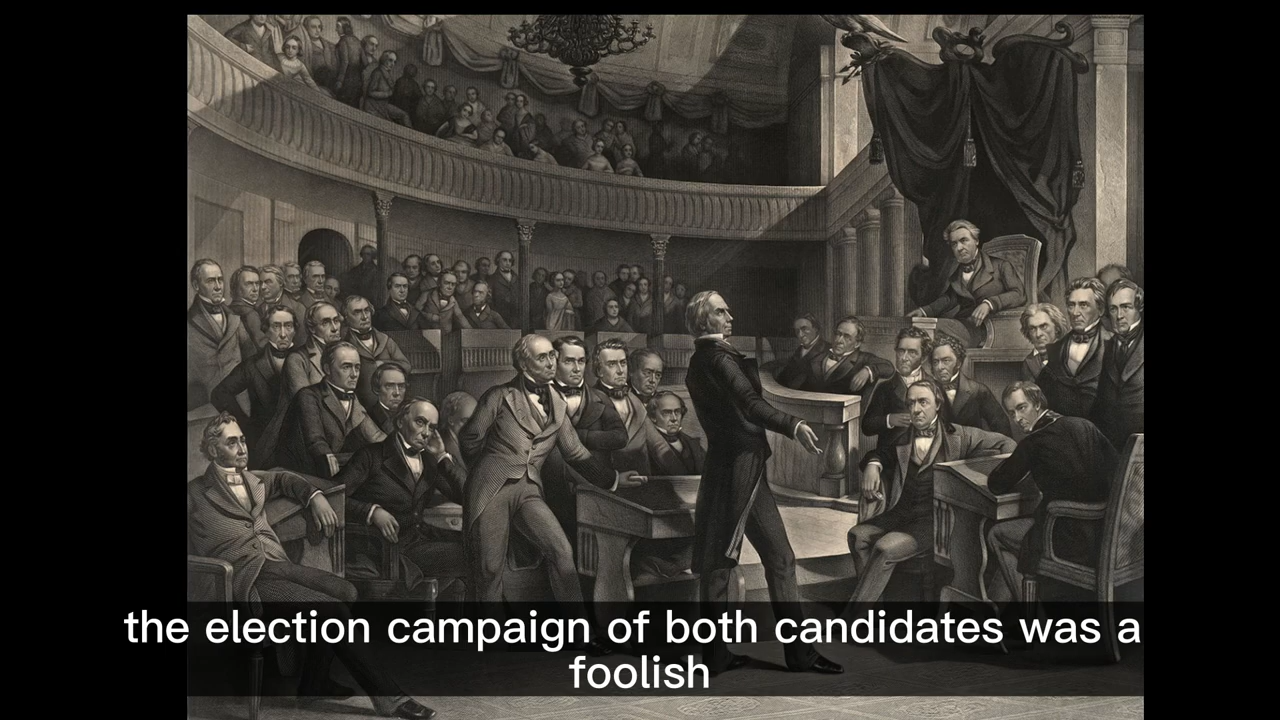 the election campaign of both candidates was a
foolish